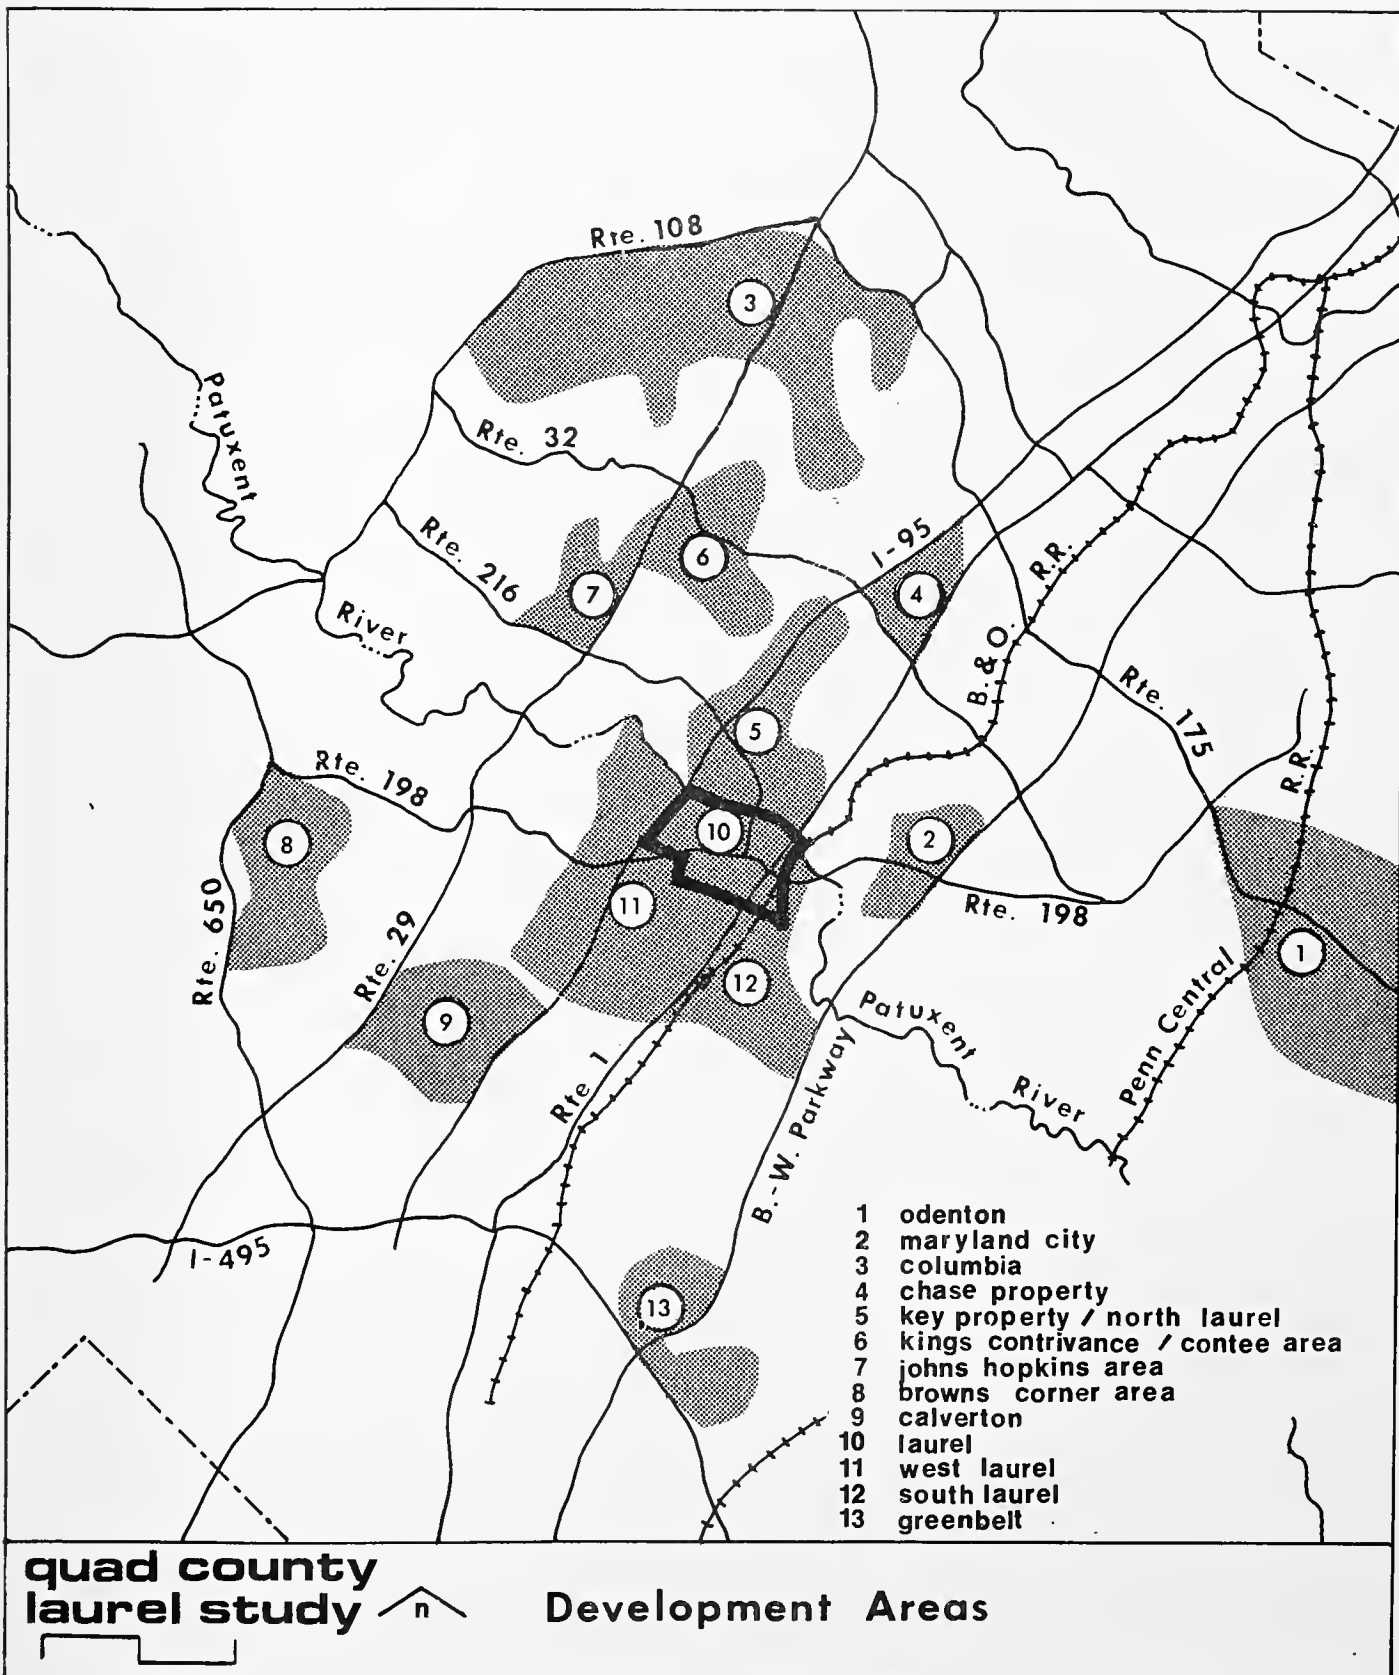 Rte. 108
3
Patuxent
Rte. 32
Rte. 216
I-95
6
7
4
R.R.
River
B. & O.
Rte. 175
5
Rte. 198
R.R.
10
2
8
11
Rte. 198
Rte. 650
Rte. 29
1
12
9
Penn Central
Patuxent
River
Rte 1
B.-W. Parkway
I-495
13
1 odenton
2 maryland city
3 columbia
4 chase property
5 key property / north laurel
6 kings contrivance / contee area
7 johns hopkins area
8 browns corner area
9 calverton
10 laurel
11 west laurel
12 south laurel
13 greenbelt
quad county
laurel study
n
Development Areas